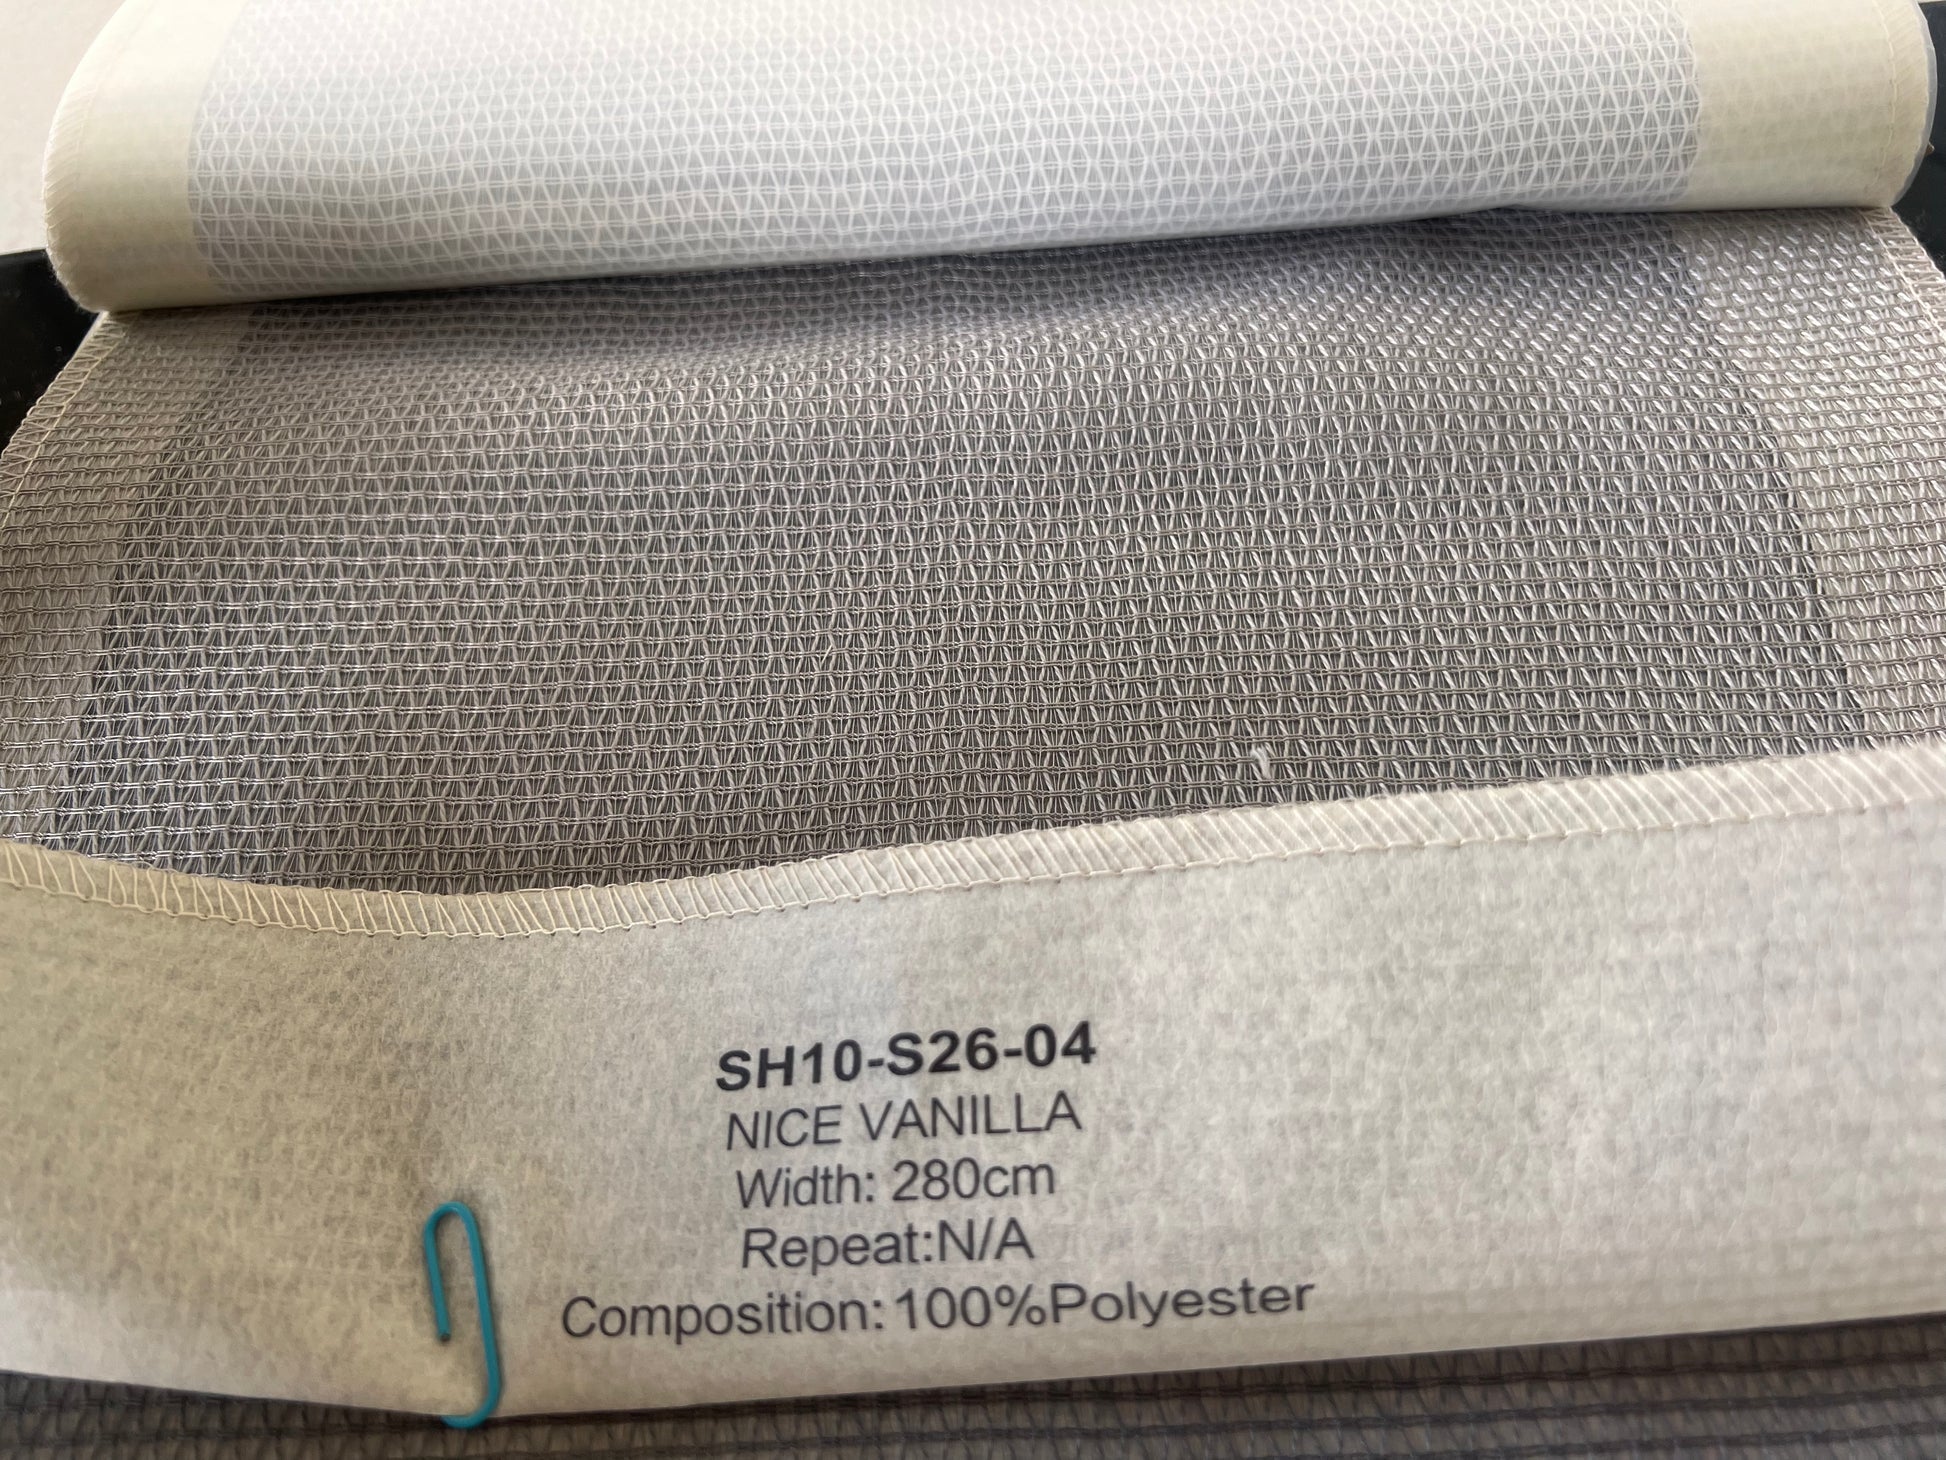 SH10-S26-04
NICE VANILLA
Width: 280cm
Repeat:N/A
Composition: 100%Polyester